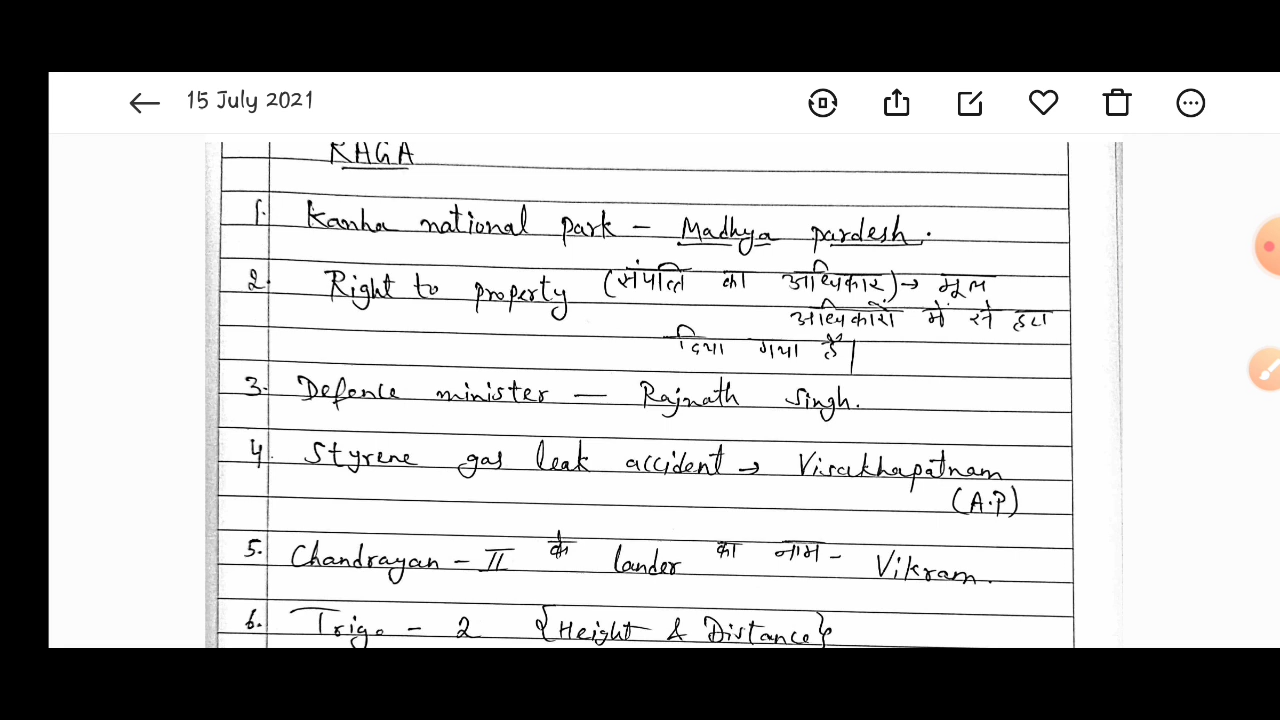 15 July 2021
RHGA
1. Kanha national park - Madhya pardesh.
2. Right to property (संपत्ति का अधिकार) → मूल
अधिकारों में से हटा
दिया गया है।
3. Defence minister — Rajnath Singh.
4. Styrene gas leak accident → Visakhapatnam
(A.P)
5. Chandrayan - II के lander का नाम - Vikram.
6. Trigo - 2 {Height & Distance}